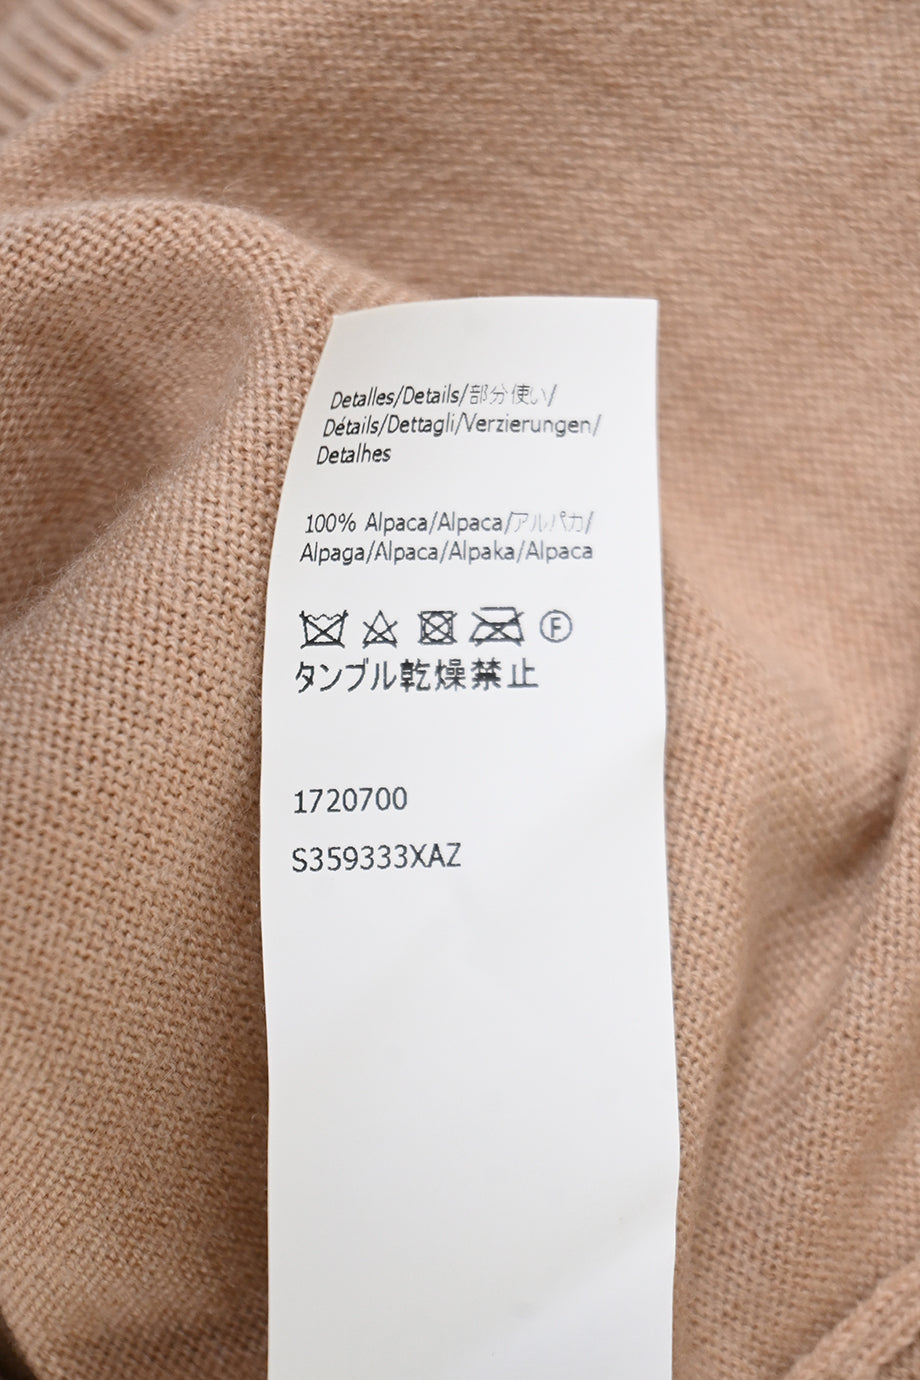 Detalles/Details/部分使い/
Détails/Dettagli/Verzierungen/
Detalhes
100% Alpaca/Alpaca/アルパカ/
Alpaga/Alpaca/Alpaka/Alpaca
F
タンブル乾燥禁止
1720700
S359333XAZ